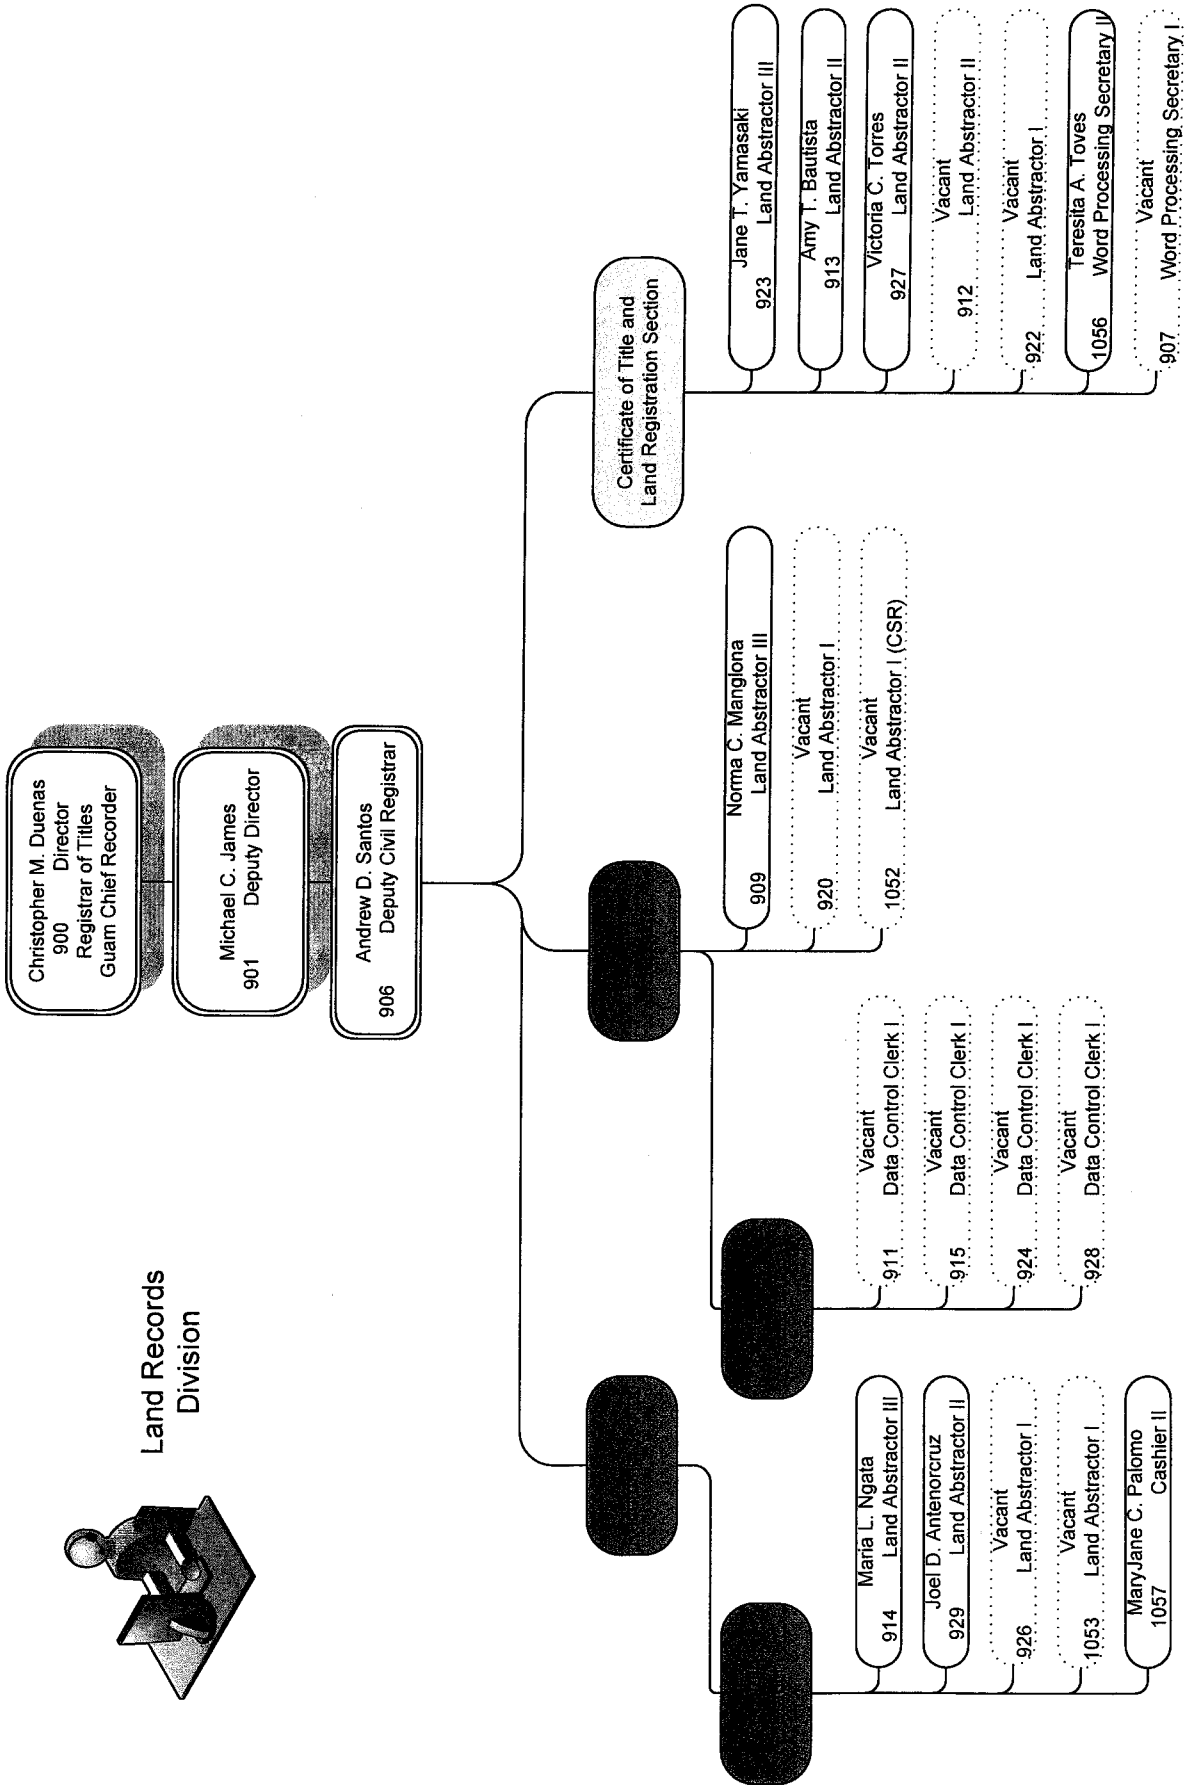 Land Records
Division
Christopher M. Duenas
900 Director
Registrar of Titles
Guam Chief Recorder
Michael C. James
901 Deputy Director
Andrew D. Santos
906 Deputy Civil Registrar
Maria L. Ngata
914 Land Abstractor III
Joel D. Antenorcruz
929 Land Abstractor II
Vacant
926 Land Abstractor I
Vacant
1053 Land Abstractor I
MaryJane C. Palomo
1057 Cashier II
Vacant
911 Data Control Clerk I
Vacant
915 Data Control Clerk I
Vacant
924 Data Control Clerk I
Vacant
928 Data Control Clerk I
Norma C. Manglona
909 Land Abstractor III
Vacant
920 Land Abstractor I
Vacant
1052 Land Abstractor I (CSR)
Certificate of Title and
Land Registration Section
Jane T. Yamasaki
923 Land Abstractor III
Amy T. Bautista
913 Land Abstractor II
Victoria C. Torres
927 Land Abstractor II
Vacant
912 Land Abstractor II
Vacant
922 Land Abstractor I
Teresita A. Toves
1056 Word Processing Secretary II
Vacant
907 Word Processing Secretary I